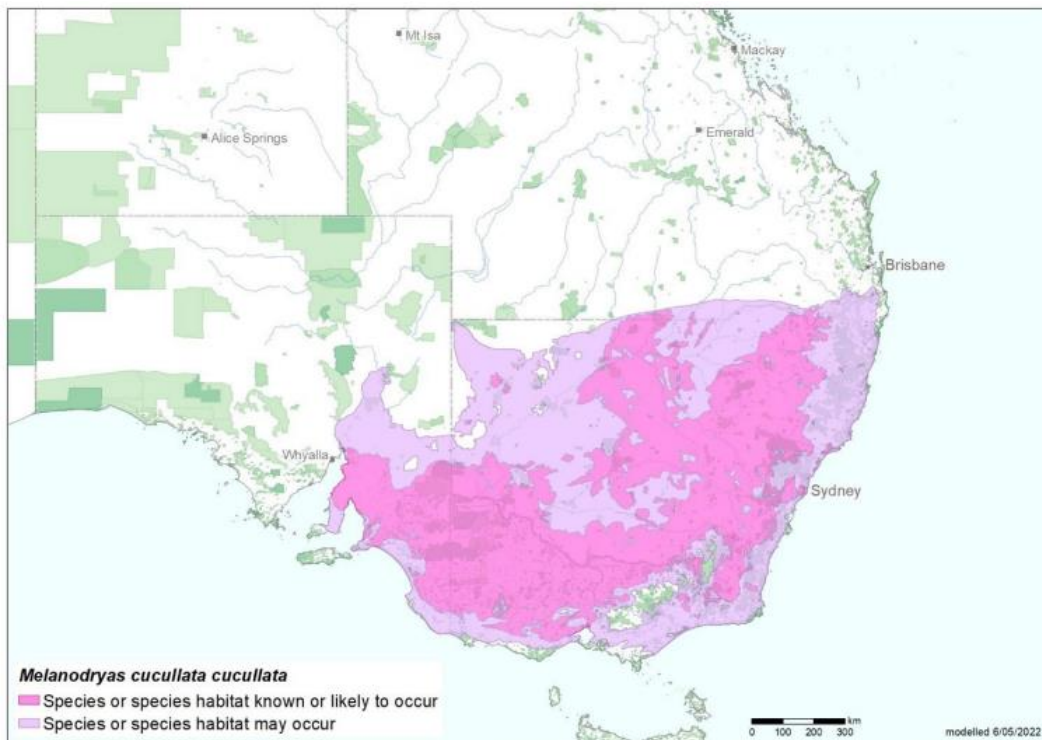 Mt Isa
Mackay
Alice Springs
Emerald
Brisbane
Whyalla
Sydney
Melanodryas cucullata cucullata
Species or species habitat known or likely to occur
Species or species habitat may occur
0 50 100 200 300 km
modelled 6/05/2022